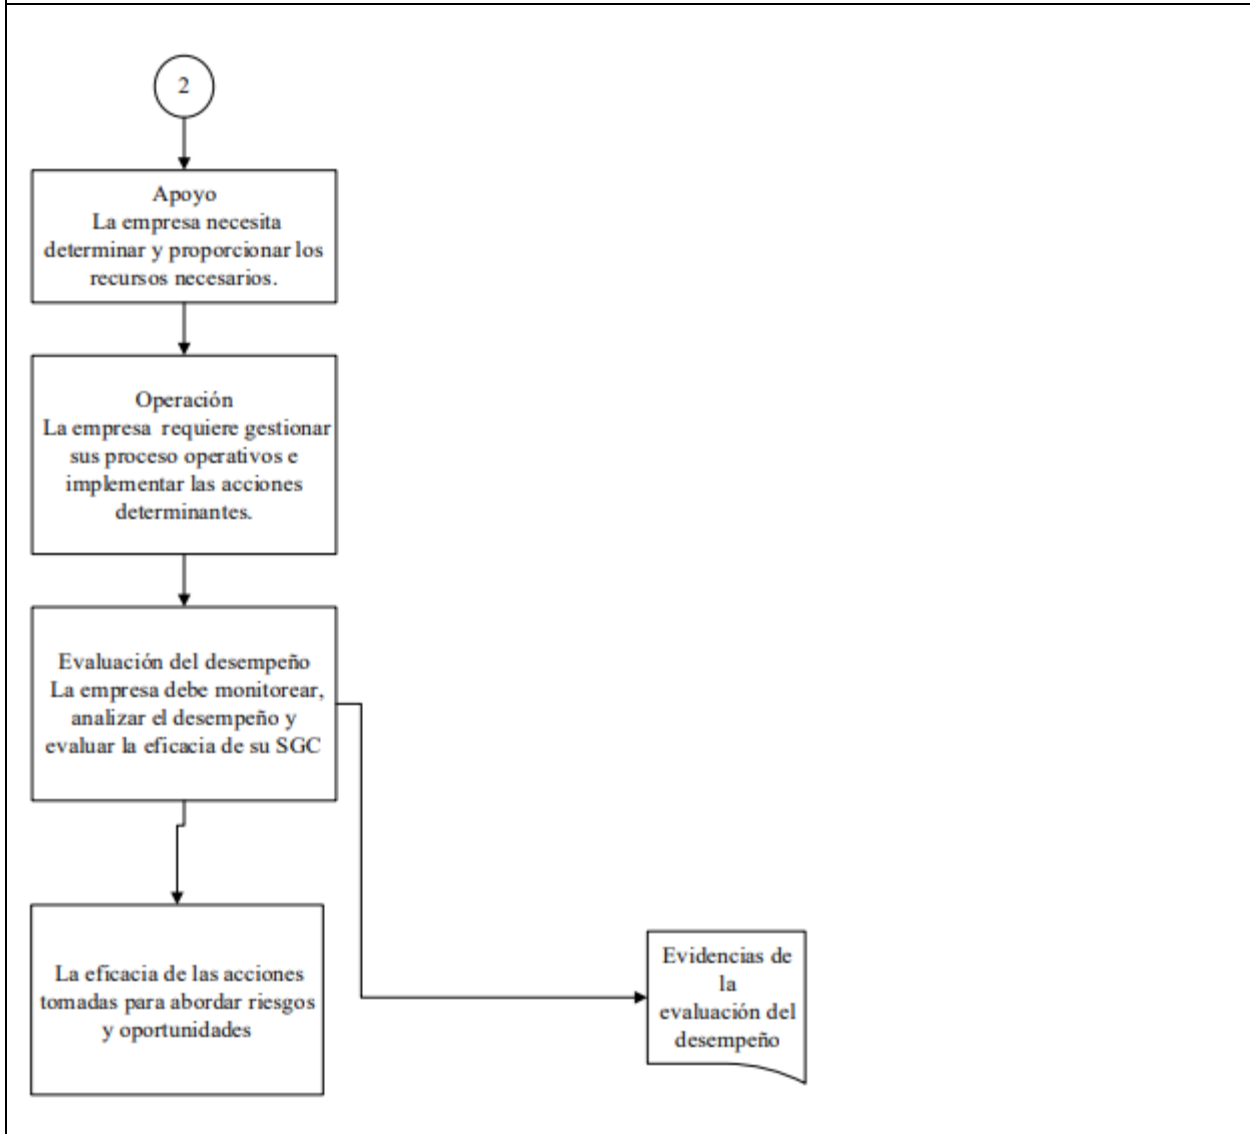 2
Apoyo
La empresa necesita
determinar y proporcionar los
recursos necesarios.
Operación
La empresa requiere gestionar
sus proceso operativos e
implementar las acciones
determinantes.
Evaluación del desempeño
La empresa debe monitorear,
analizar el desempeño y
evaluar la eficacia de su SGC
La eficacia de las acciones
tomadas para abordar riesgos
y oportunidades
Evidencias de
la
evaluación del
desempeño